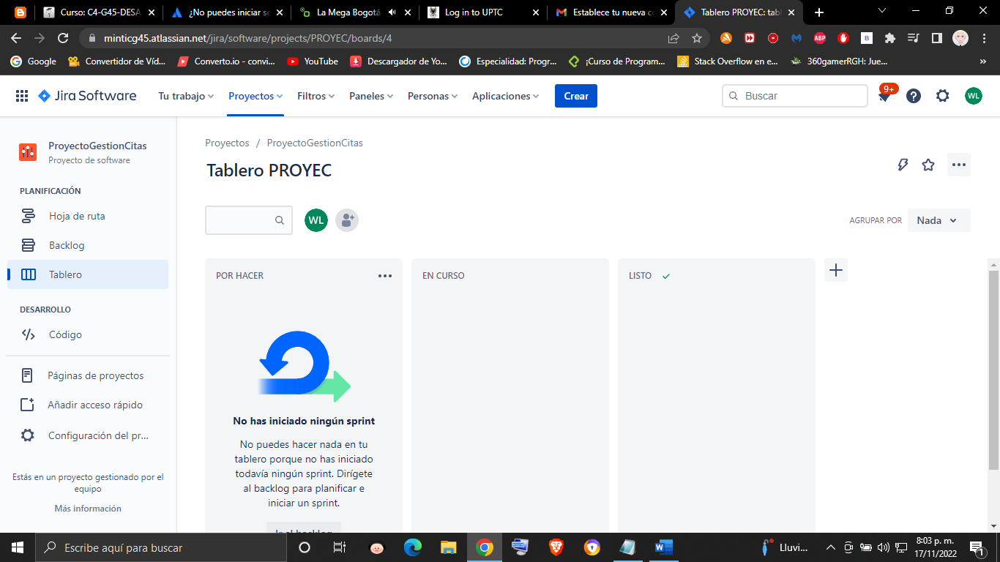 Curso: C4-G45-DESA
¿No puedes iniciar se
La Mega Bogotá
Log in to UPTC
Establece tu nueva co
Tablero PROYEC: tabl
minticg45.atlassian.net/jira/software/projects/PROYEC/boards/4
ABP
B
Google
Convertidor de Víd...
Converto.io - convi...
YouTube
Descargador de Yo...
Especialidad: Progr...
¡Curso de Program...
Stack Overflow en e...
360gamerRGH: Jue...
»
Jira Software
Tu trabajo
Proyectos
Filtros
Paneles
Personas
Aplicaciones
Crear
Buscar
9+
WL
ProyectoGestionCitas
Proyecto de software
PLANIFICACIÓN
Hoja de ruta
Backlog
Tablero
DESARROLLO
Código
Páginas de proyectos
Añadir acceso rápido
Configuración del pr...
Estás en un proyecto gestionado por el
equipo
Más información
Proyectos / ProyectoGestionCitas
Tablero PROYEC
WL
AGRUPAR POR
Nada
POR HACER
EN CURSO
LISTO
No has iniciado ningún sprint
No puedes hacer nada en tu
tablero porque no has iniciado
todavía ningún sprint. Dirígete
al backlog para planificar e
iniciar un sprint.
Ir al backlog
Escribe aquí para buscar
Lluvi...
8:03 p. m.
17/11/2022
1